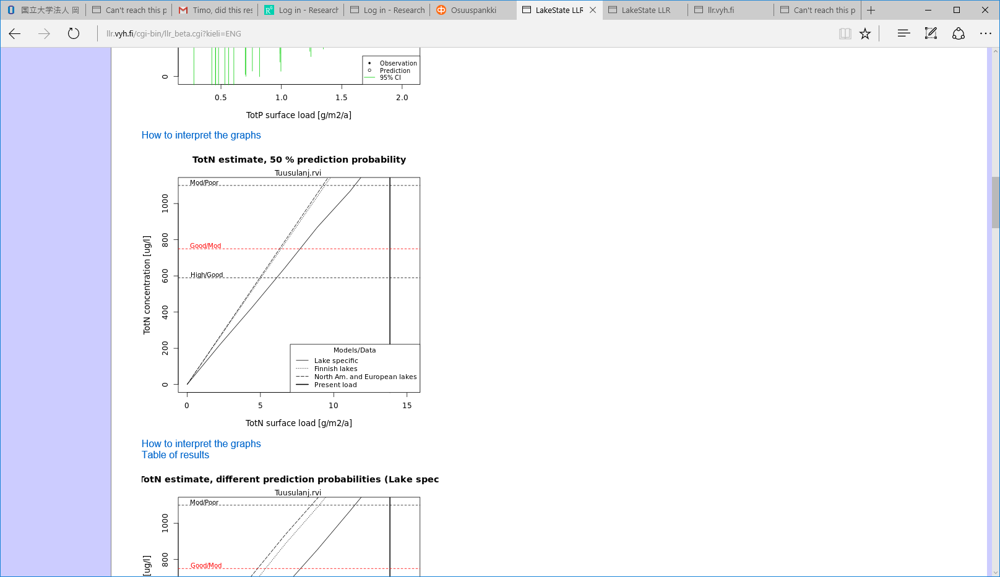 国立大学法人 岡
Can't reach this p
Timo, did this res
Log in - Research
Log in - Research
Osuuspankki
LakeState LLR
LakeState LLR
llr.vyh.fi
Can't reach this p
llr.vyh.fi/cgi-bin/llr_beta.cgi?kieli=ENG
0
Observation
Prediction
95% CI
0.5 1.0 1.5 2.0
TotP surface load [g/m2/a]
How to interpret the graphs
TotN estimate, 50 % prediction probability
Tuusulanj.rvi
Mod/Poor
1000
800
Good/Mod
High/Good
600
TotN concentration [ug/l]
400
200
0
Models/Data
Lake specific
Finnish lakes
North Am. and European lakes
Present load
0 5 10 15
TotN surface load [g/m2/a]
How to interpret the graphs
Table of results
TotN estimate, different prediction probabilities (Lake spec
Tuusulanj.rvi
Mod/Poor
1000
800
Good/Mod
[ug/l]